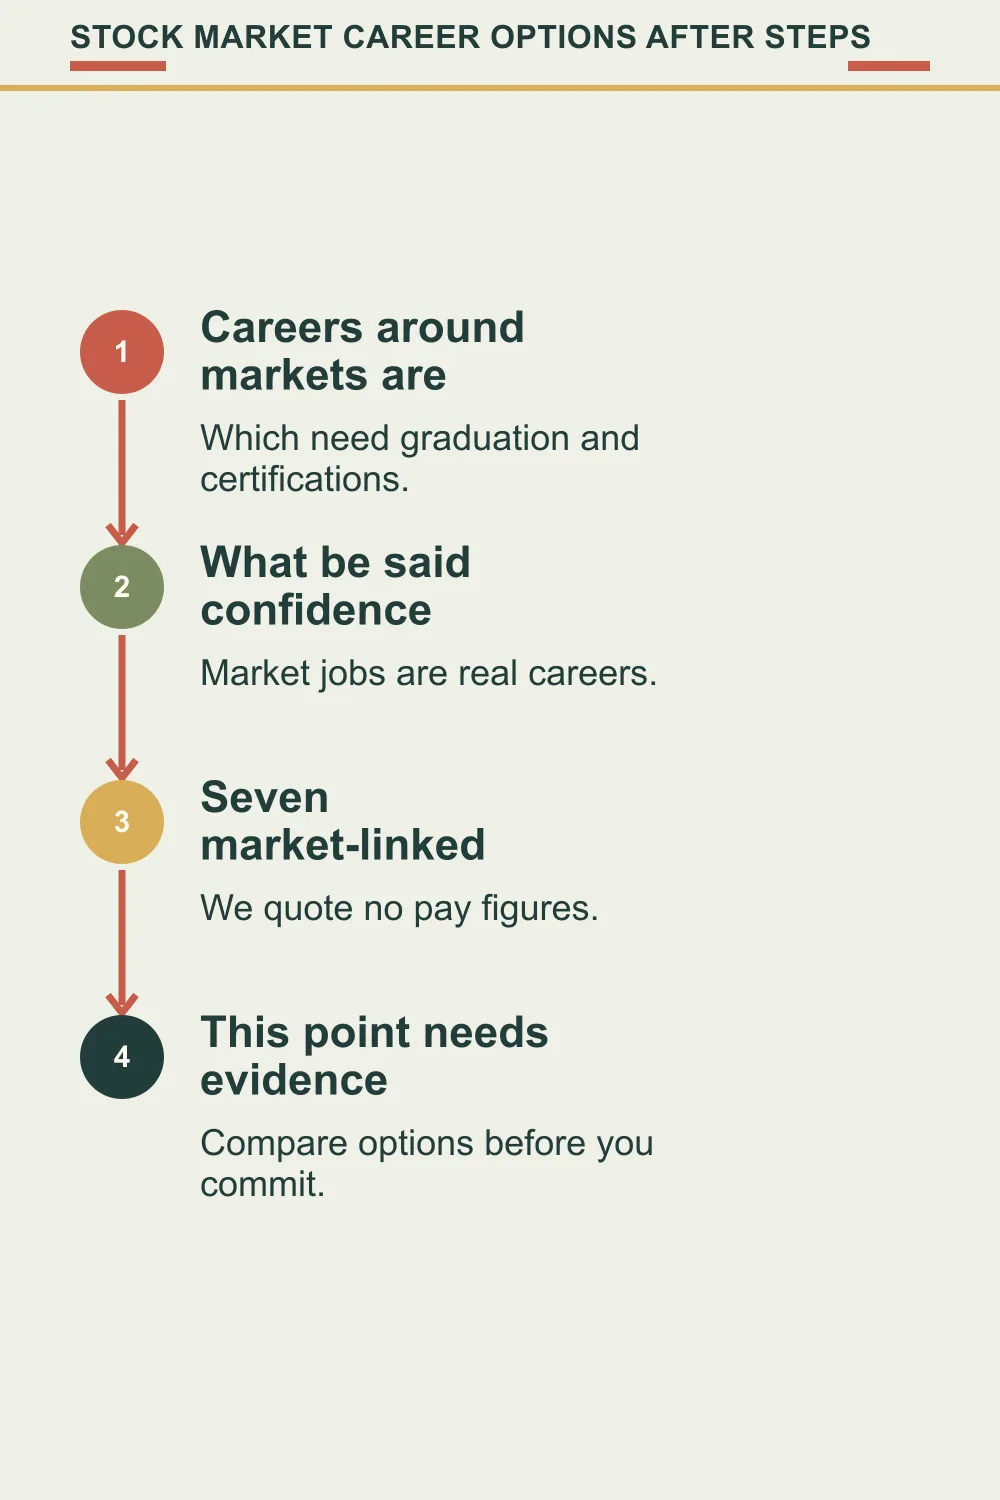 STOCK MARKET CAREER OPTIONS AFTER STEPS
1
Careers around
markets are
Which need graduation and
certifications.
2
What be said
confidence
Market jobs are real careers.
3
Seven
market-linked
We quote no pay figures.
4
This point needs
evidence
Compare options before you
commit.